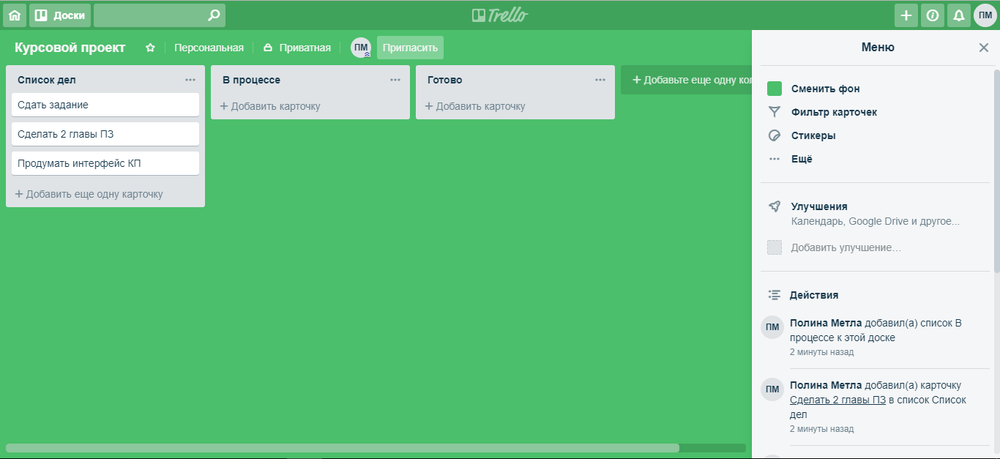 Доски
Trello
ПМ
Курсовой проект
Персональная
Приватная
ПМ
Пригласить
Список дел
Сдать задание
Сделать 2 главы ПЗ
Продумать интерфейс КП
+ Добавить еще одну карточку
В процессе
+ Добавить карточку
Готово
+ Добавить карточку
+ Добавьте еще одну кол
Меню
Сменить фон
Фильтр карточек
Стикеры
Ещё
Улучшения
Календарь, Google Drive и другое...
Добавить улучшение…
Действия
ПМ
Полина Метла добавил(а) список В
процессе к этой доске
2 минуты назад
ПМ
Полина Метла добавил(а) карточку
Сделать 2 главы ПЗ в список Список
дел
2 минуты назад